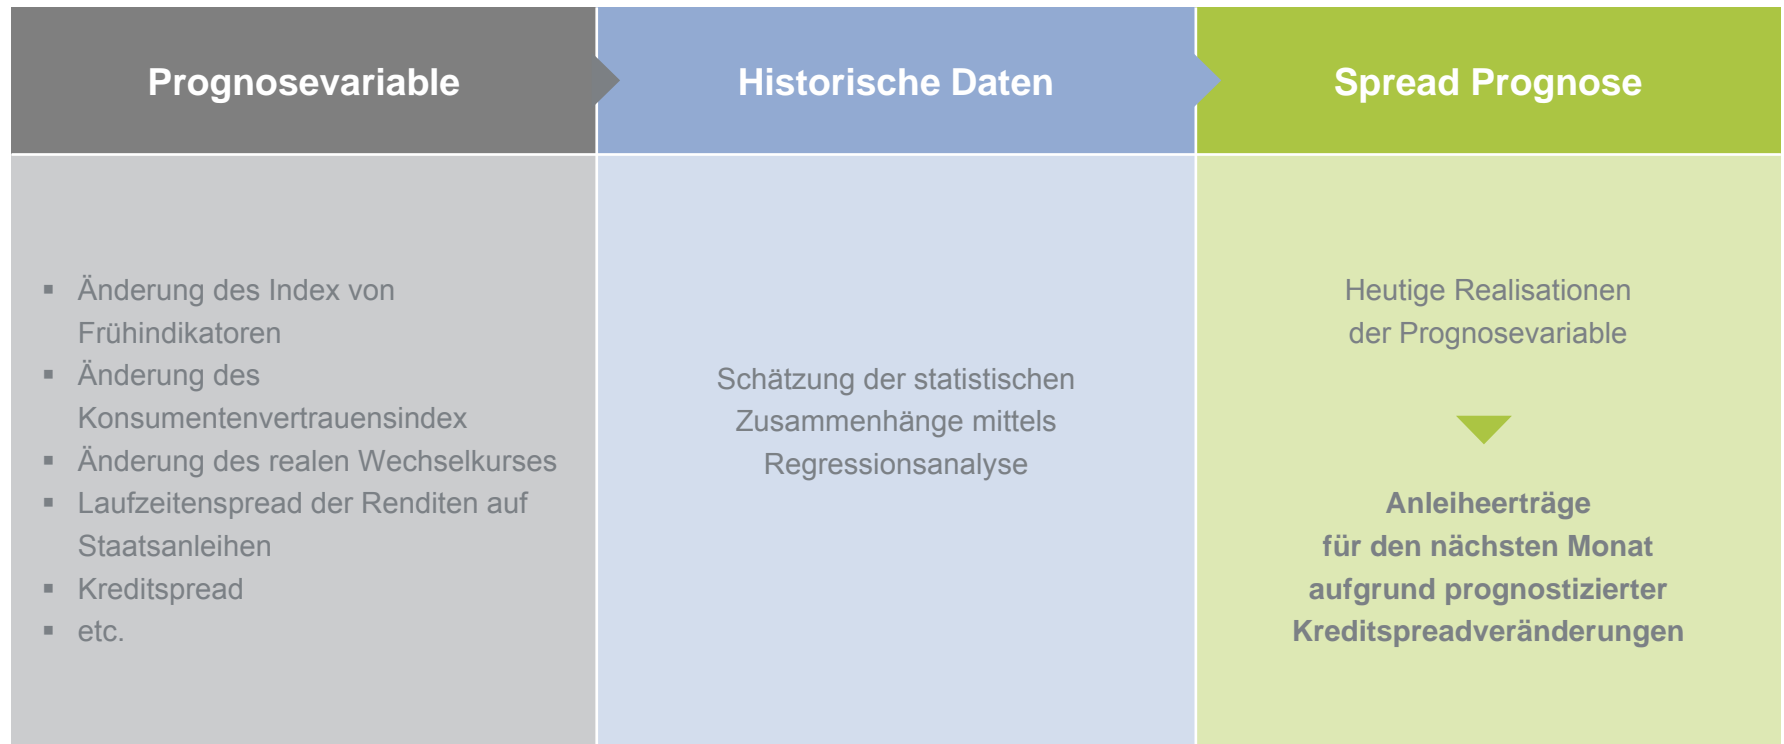 Prognosevariable
▪ Änderung des Index von
Frühindikatoren
▪ Änderung des
Konsumentenvertrauensindex
▪ Änderung des realen Wechselkurses
▪ Laufzeitenspread der Renditen auf
Staatsanleihen
▪ Kreditspread
▪ etc.
Historische Daten
Schätzung der statistischen
Zusammenhänge mittels
Regressionsanalyse
Spread Prognose
Heutige Realisationen
der Prognosevariable
Anleiheerträge
für den nächsten Monat
aufgrund prognostizierter
Kreditspreadveränderungen